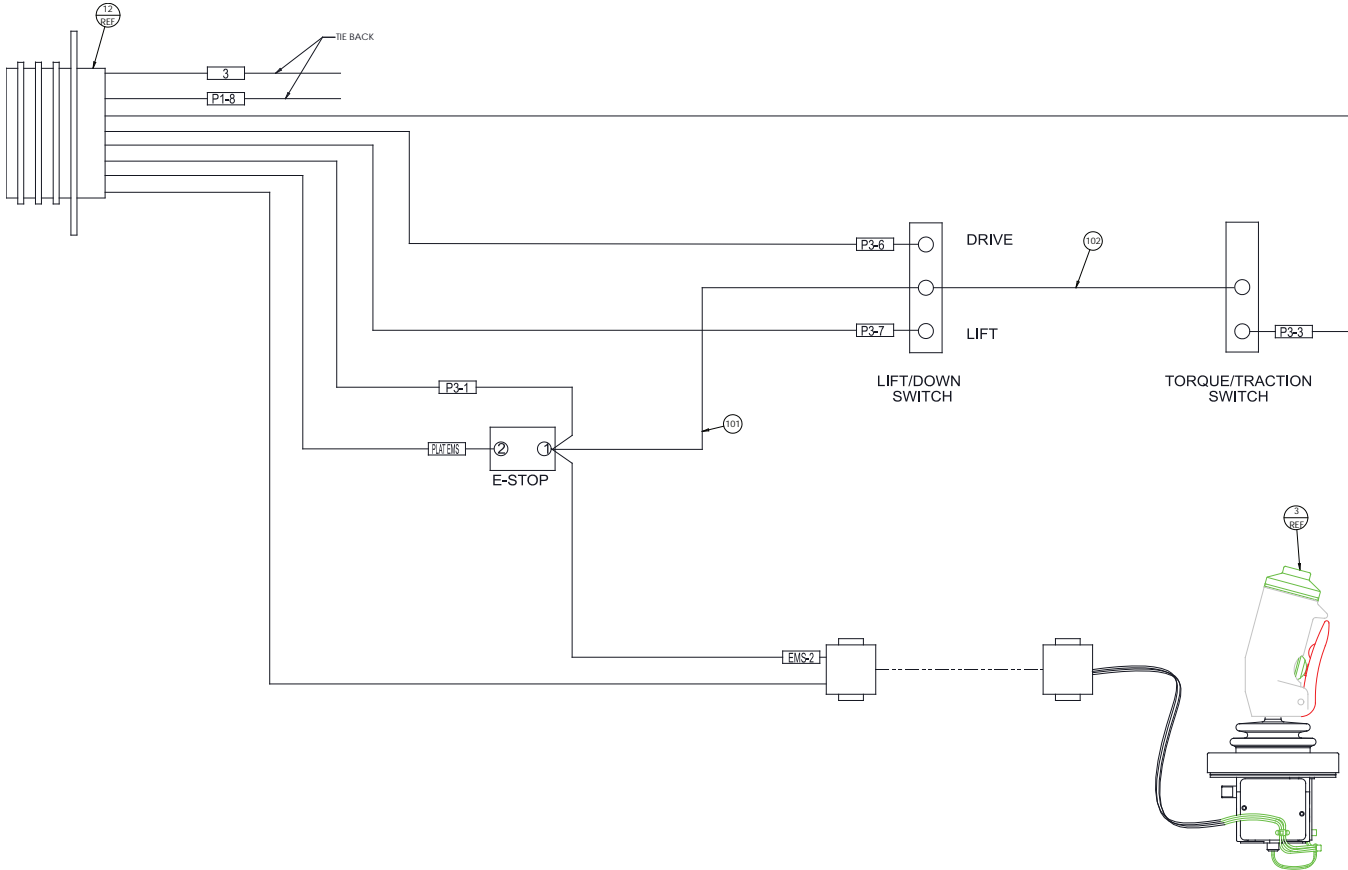 12
REF
TIE BACK
3
P1-8
P3-6
DRIVE
102
P3-7
LIFT
P3-3
LIFT/DOWN
SWITCH
TORQUE/TRACTION
SWITCH
P3-1
101
PLAT EMS
2
1
E-STOP
3
REF
EMS-2